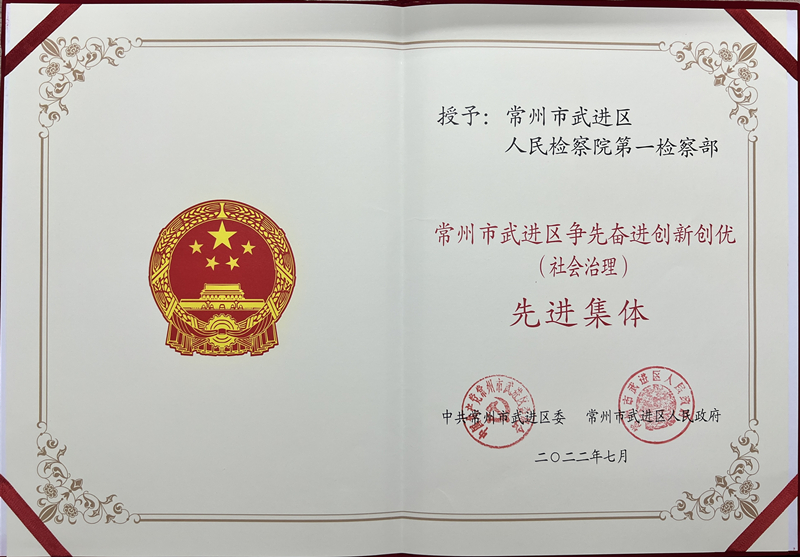 授予：常州市武进区
人民检察院第一检察部
常州市武进区争先奋进创新创优
（社会治理）
先进集体
中共常州市武进区委 常州市武进区人民政府
二〇二二年七月